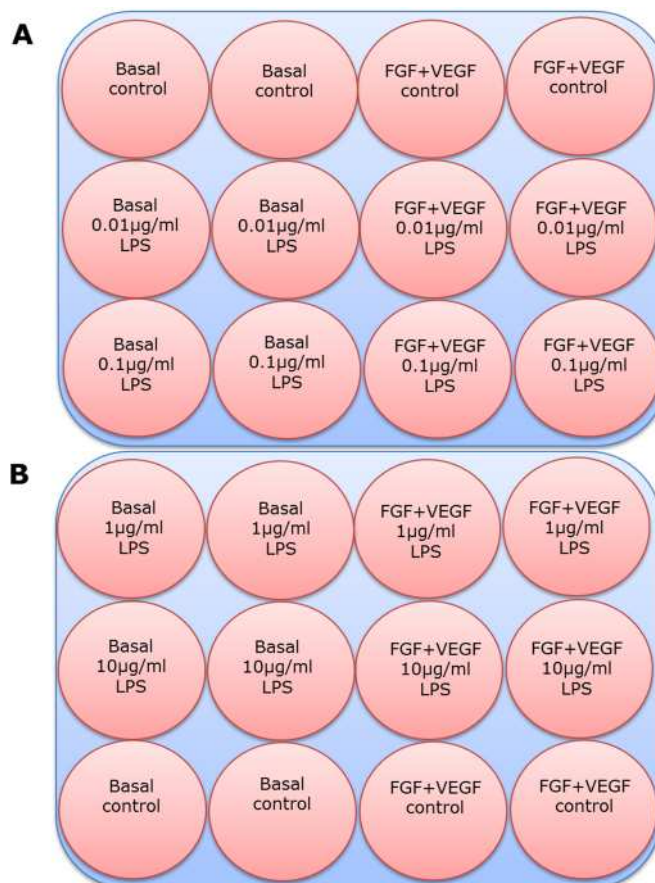 A
Basal
control
Basal
control
FGF+VEGF
control
FGF+VEGF
control
Basal
0.01µg/ml
LPS
Basal
0.01µg/ml
LPS
FGF+VEGF
0.01µg/ml
LPS
FGF+VEGF
0.01µg/ml
LPS
Basal
0.1µg/ml
LPS
Basal
0.1µg/ml
LPS
FGF+VEGF
0.1µg/ml
LPS
FGF+VEGF
0.1µg/ml
LPS
B
Basal
1µg/ml
LPS
Basal
1µg/ml
LPS
FGF+VEGF
1µg/ml
LPS
FGF+VEGF
1µg/ml
LPS
Basal
10µg/ml
LPS
Basal
10µg/ml
LPS
FGF+VEGF
10µg/ml
LPS
FGF+VEGF
10µg/ml
LPS
Basal
control
Basal
control
FGF+VEGF
control
FGF+VEGF
control